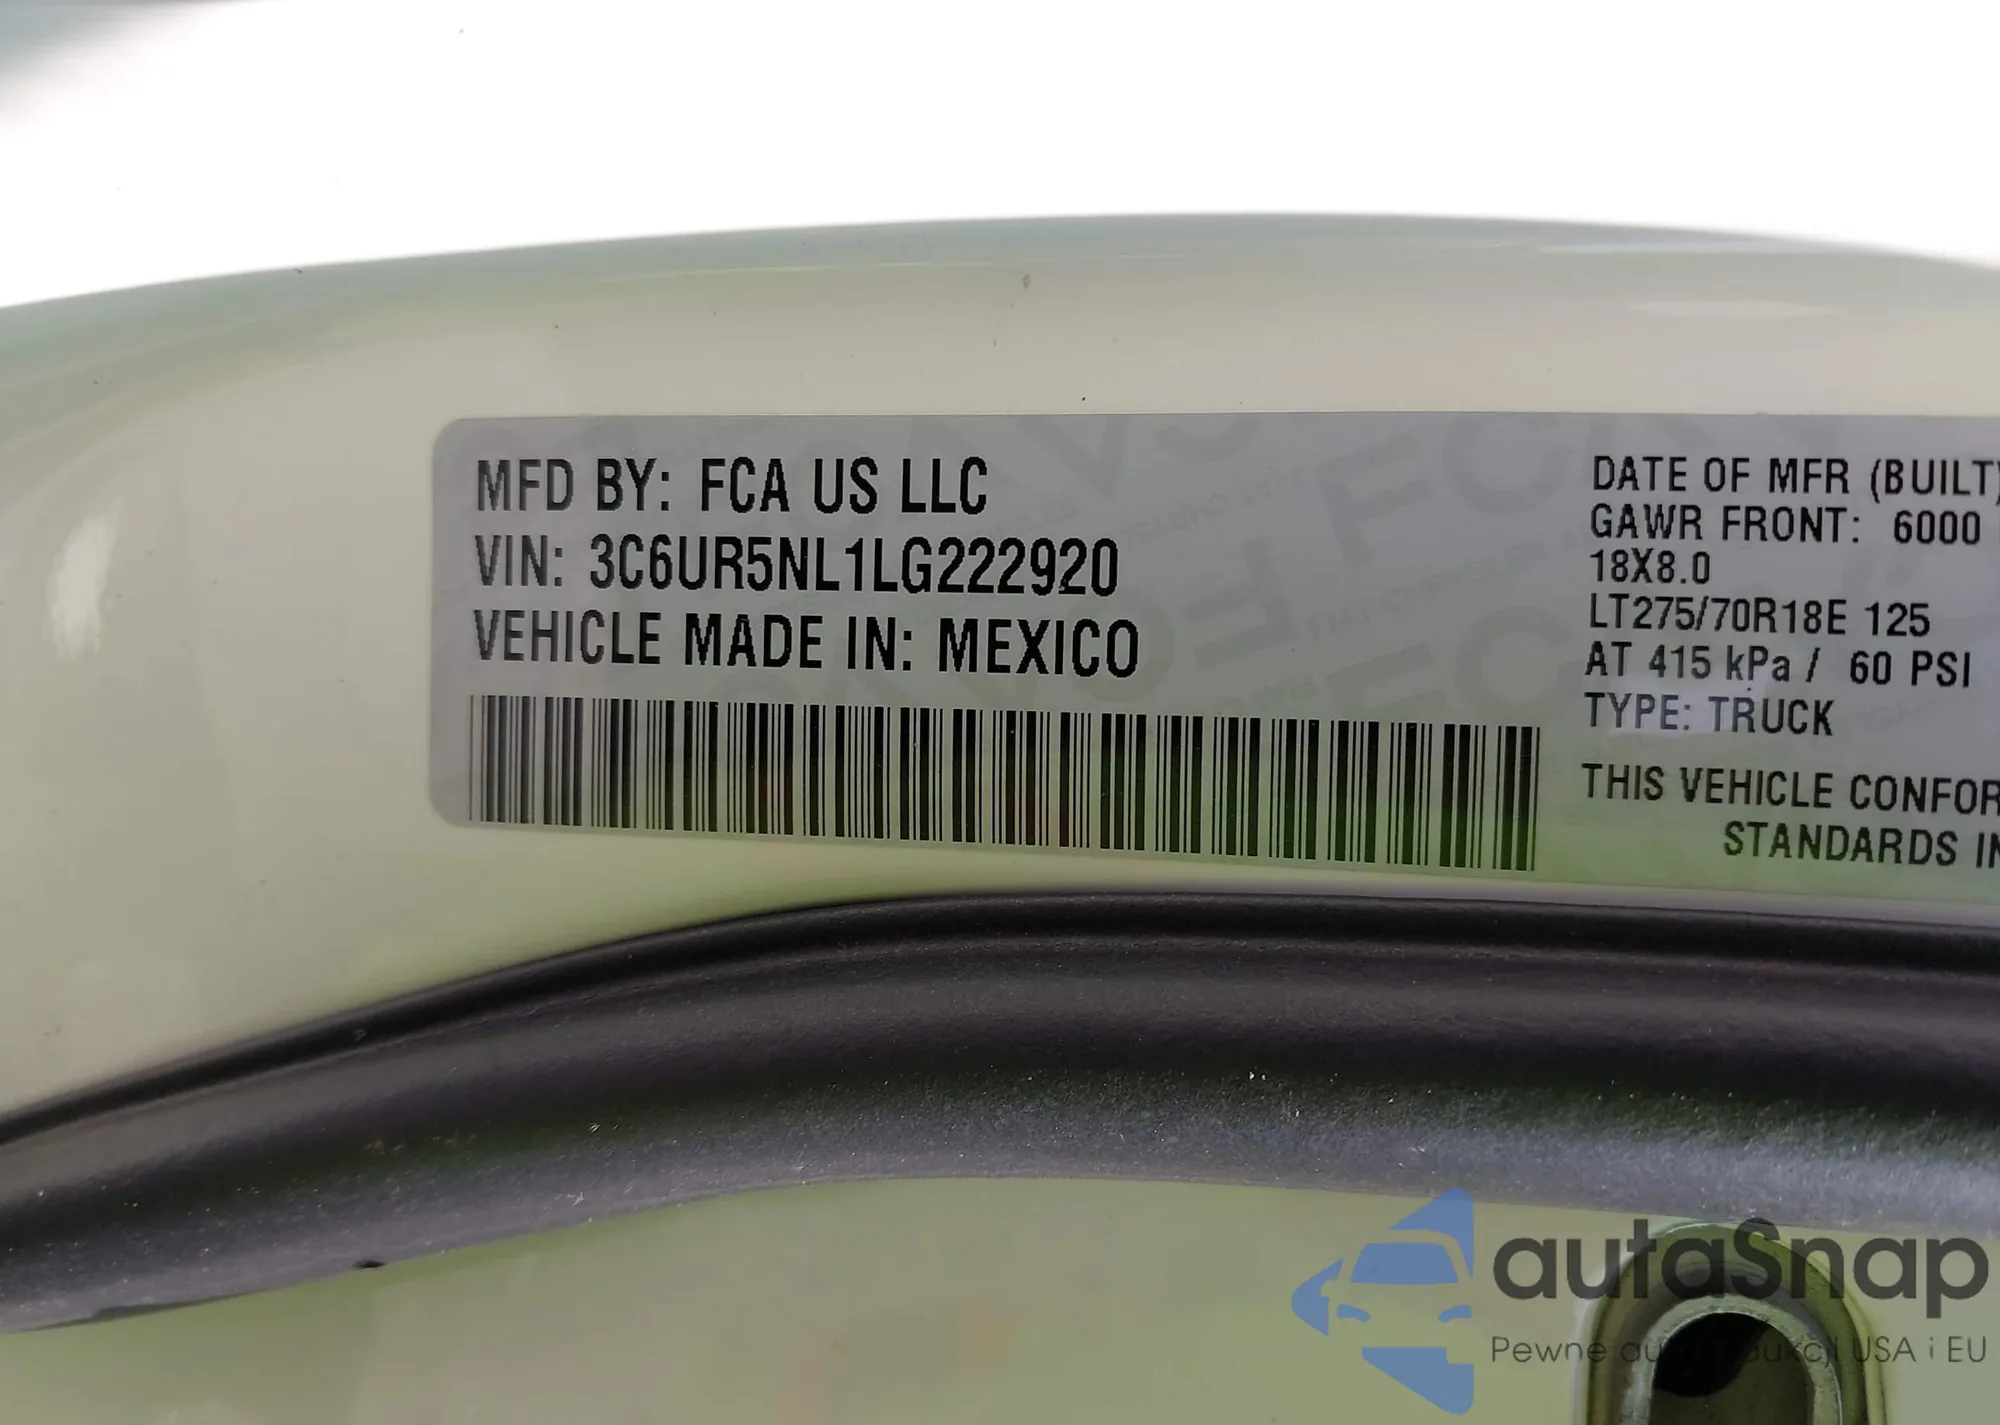 MFD BY: FCA US LLC
VIN: 3C6UR5NL1LG222920
VEHICLE MADE IN: MEXICO
DATE OF MFR (BUILT)
GAWR FRONT: 6000
18X8.0
LT275/70R18E 125
AT 415 kPa / 60 PSI
TYPE: TRUCK
THIS VEHICLE CONFOR
STANDARDS IN
autaSnap
Pewne auta z aukcji USA i EU